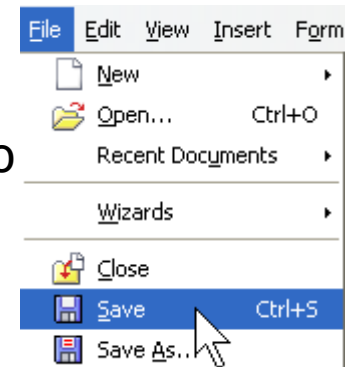 File Edit View Insert Form
New
Open... Ctrl+O
o
Recent Documents
Wizards
Close
Save Ctrl+S
Save As..